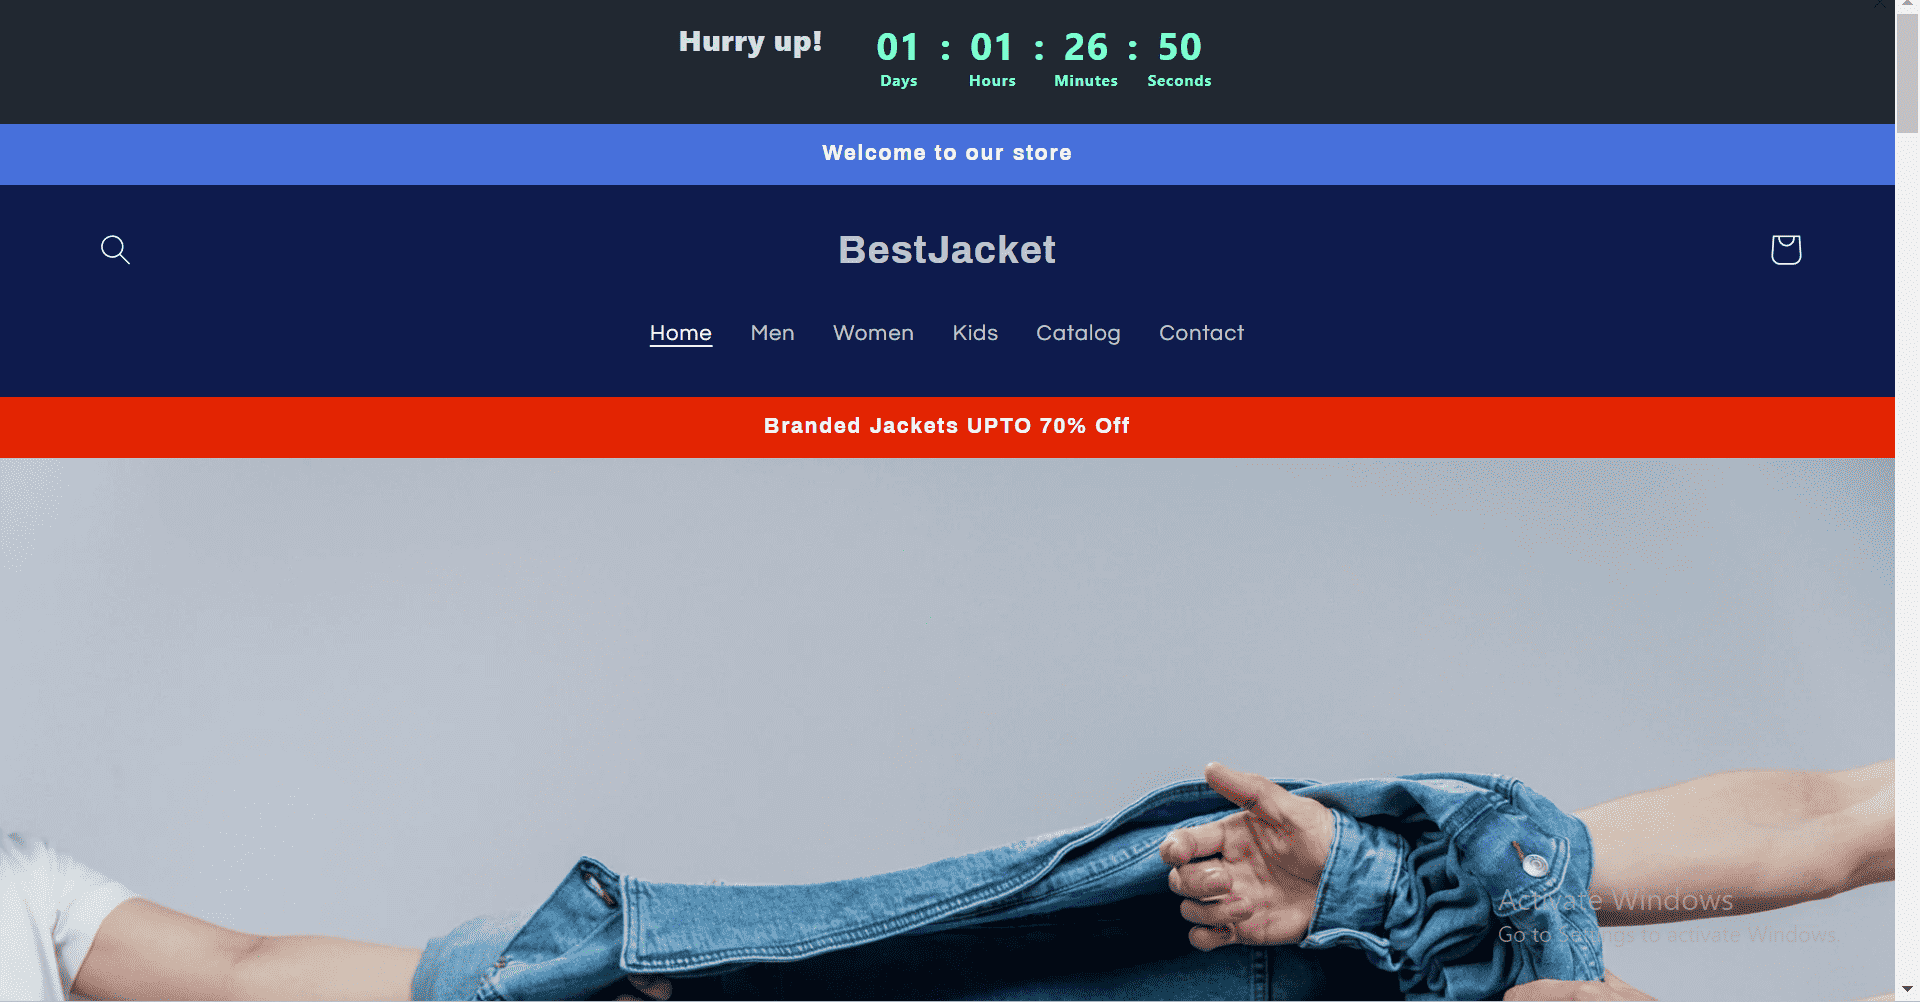 Hurry up!
01 : 01 : 26 : 50
Days Hours Minutes Seconds
Welcome to our store
BestJacket
Home Men Women Kids Catalog Contact
Branded Jackets UPTO 70% Off
Activate Windows
Go to Settings to activate Windows.